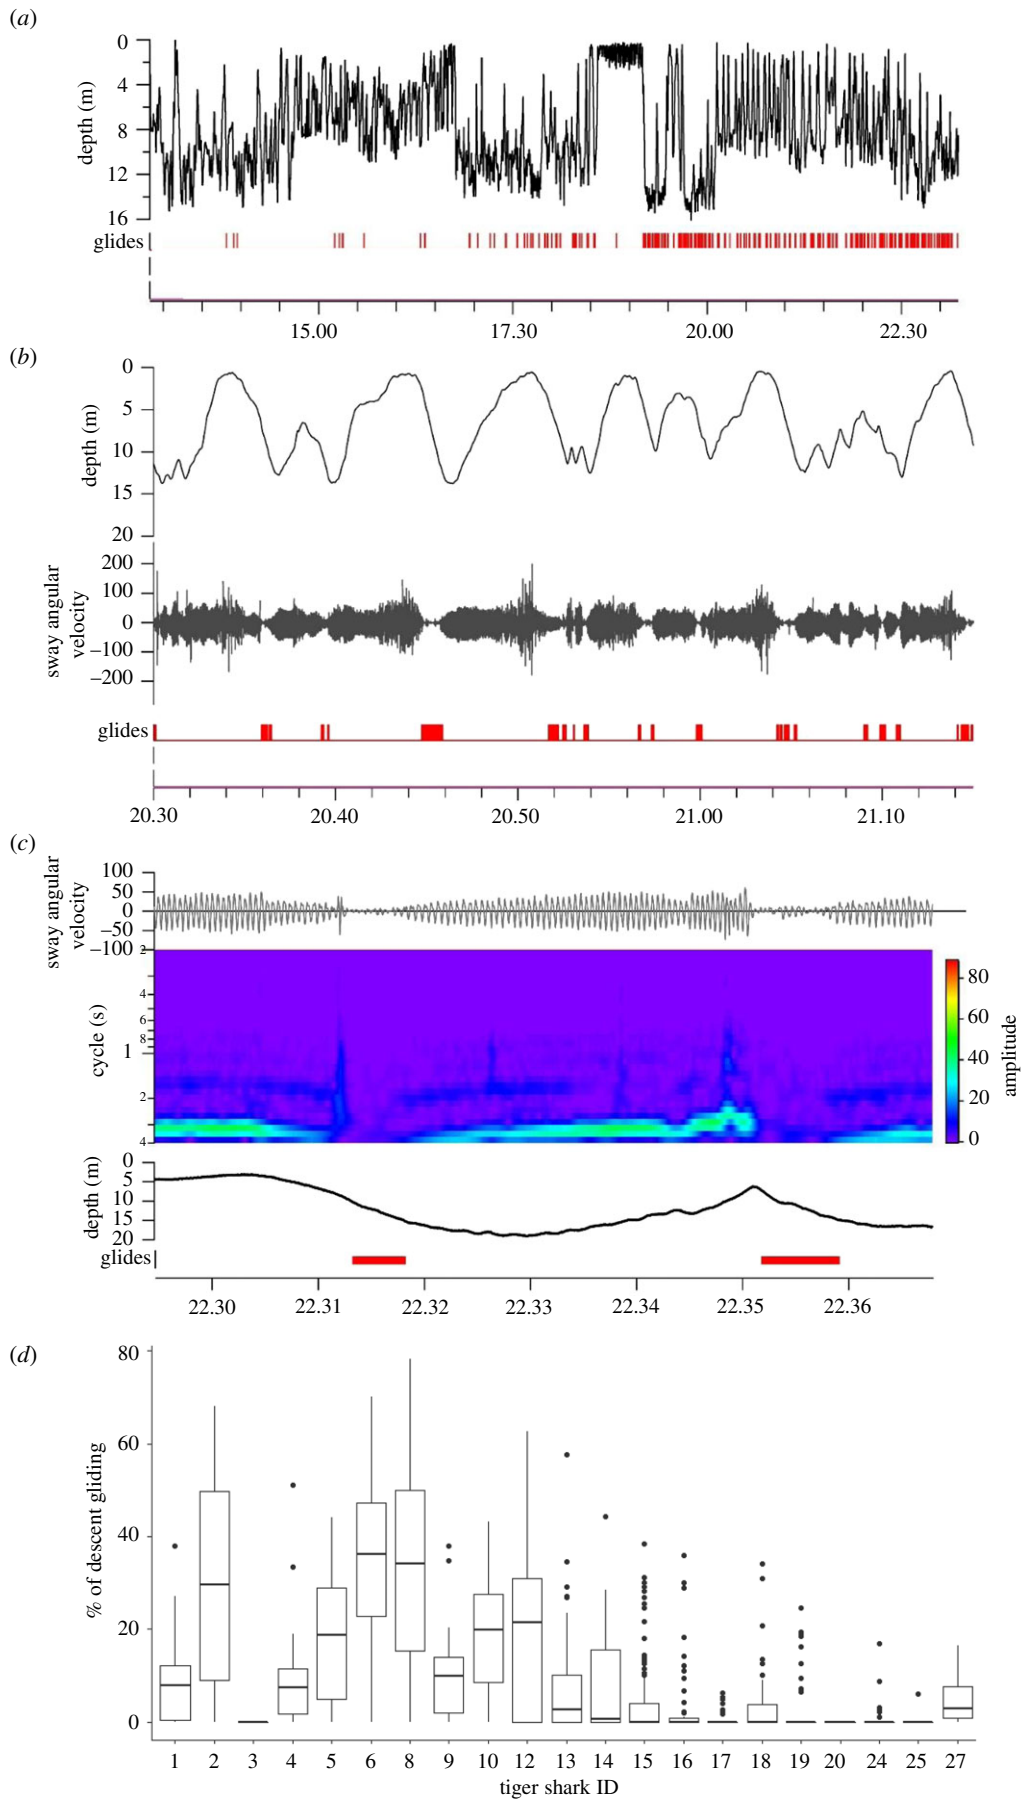 (a)
0
4
8
12
16
depth (m)
glides
15.00 17.30 20.00 22.30
(b)
0
5
10
15
20
depth (m)
200
100
0
−100
−200
sway angular
velocity
glides
20.30 20.40 20.50 21.00 21.10
(c)
100
50
0
−50
−100
sway angular
velocity
2
4
6
8
1
2
4
cycle (s)
80
60
40
20
0
amplitude
0
5
10
15
20
depth (m)
glides
22.30 22.31 22.32 22.33 22.34 22.35 22.36
(d)
80
60
40
20
0
% of descent gliding
1 2 3 4 5 6 8 9 10 12 13 14 15 16 17 18 19 20 24 25 27
tiger shark ID